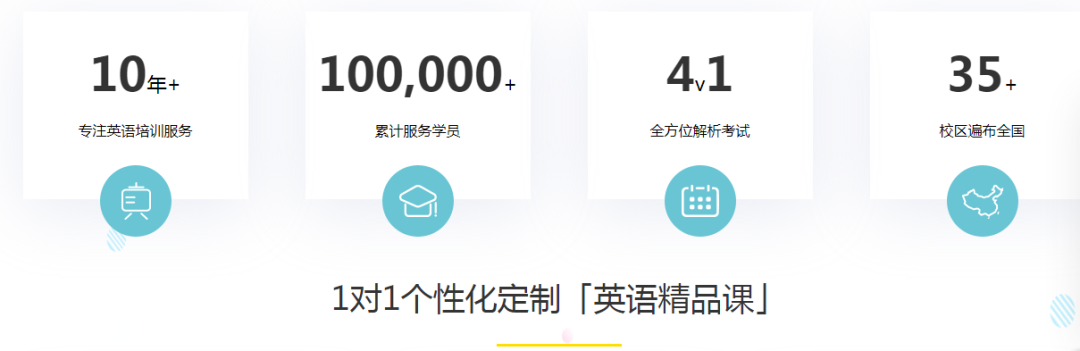 10年+
专注英语培训服务
100,000+
累计服务学员
4v1
全方位解析考试
35+
校区遍布全国
1对1个性化定制「英语精品课」